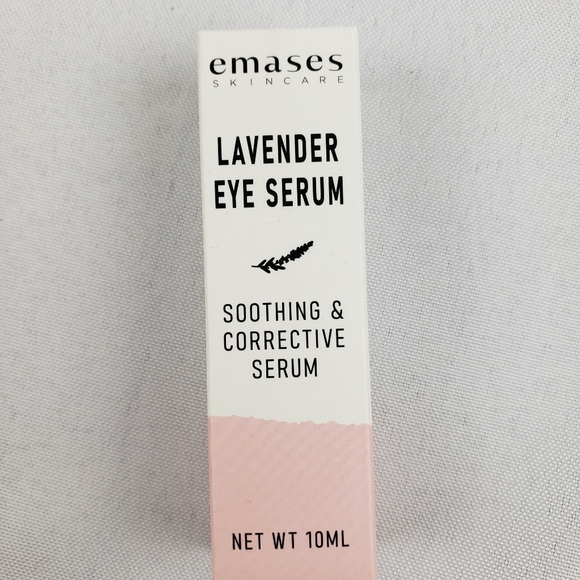 emases
SKINCARE
LAVENDER
EYE SERUM
SOOTHING &
CORRECTIVE
SERUM
NET WT 10ML